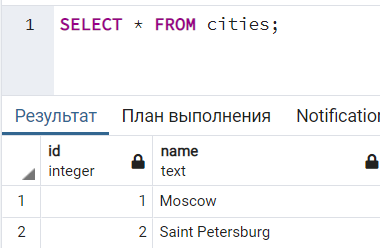 1 SELECT * FROM cities;
Результат План выполнения Notification
id name
integer text
1 1 Moscow
2 2 Saint Petersburg